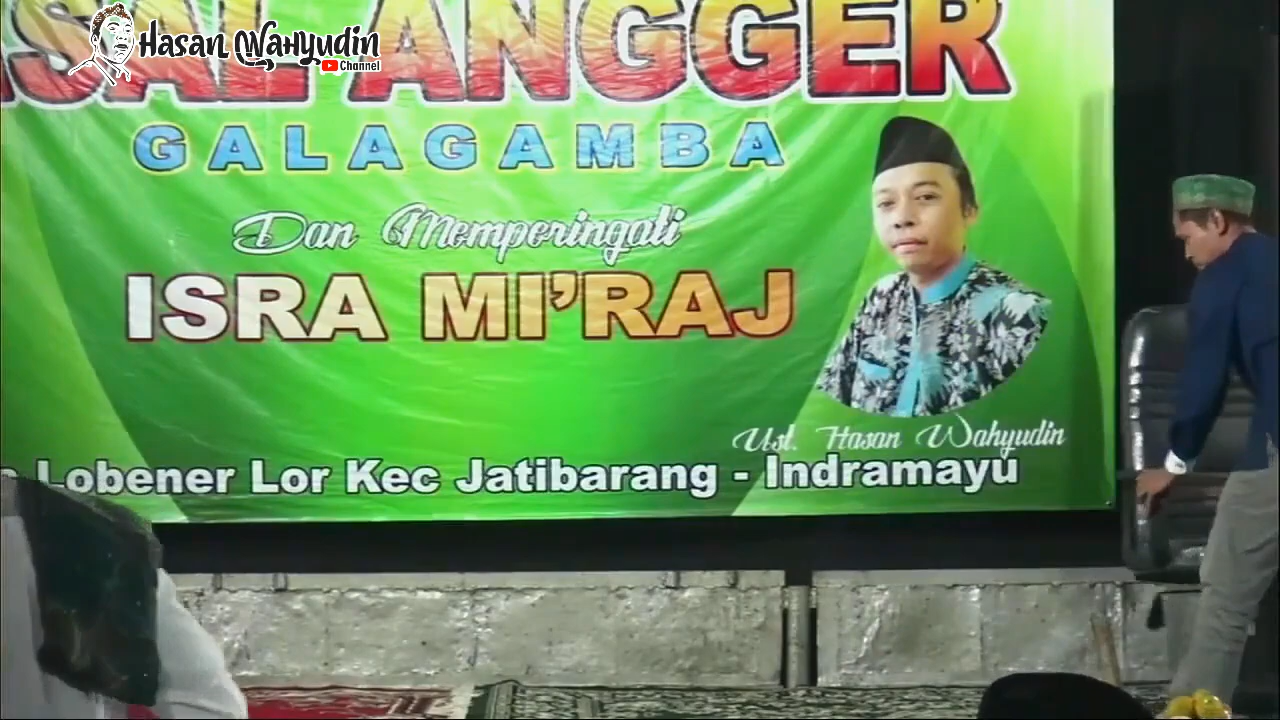 Hasan Wahyudin
Channel
ANGGER
GALAGAMBA
Dan Memperingati
ISRA MI'RAJ
Ust. Hasan Wahyudin
Lobener Lor Kec Jatibarang - Indramayu